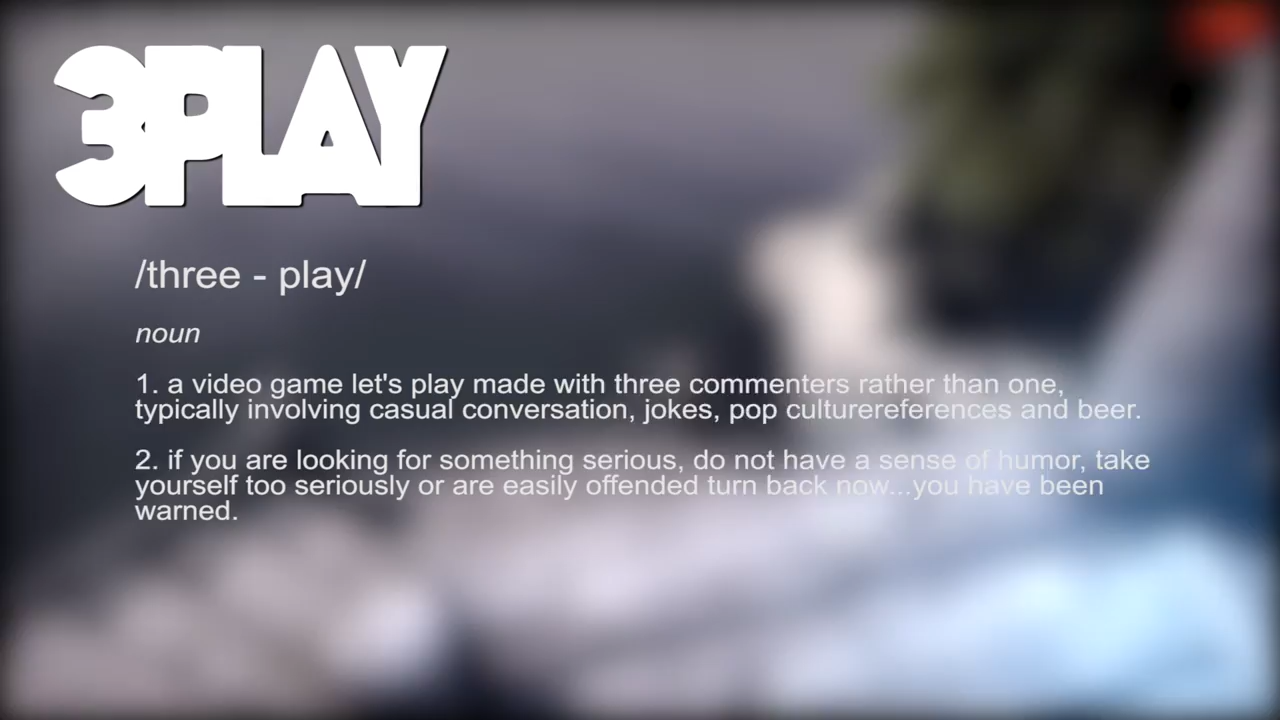 3PLAY
/three - play/
noun
1. a video game let's play made with three commenters rather than one,
typically involving casual conversation, jokes, pop culturereferences and beer.
2. if you are looking for something serious, do not have a sense of humor, take
yourself too seriously or are easily offended turn back now...you have been
warned.